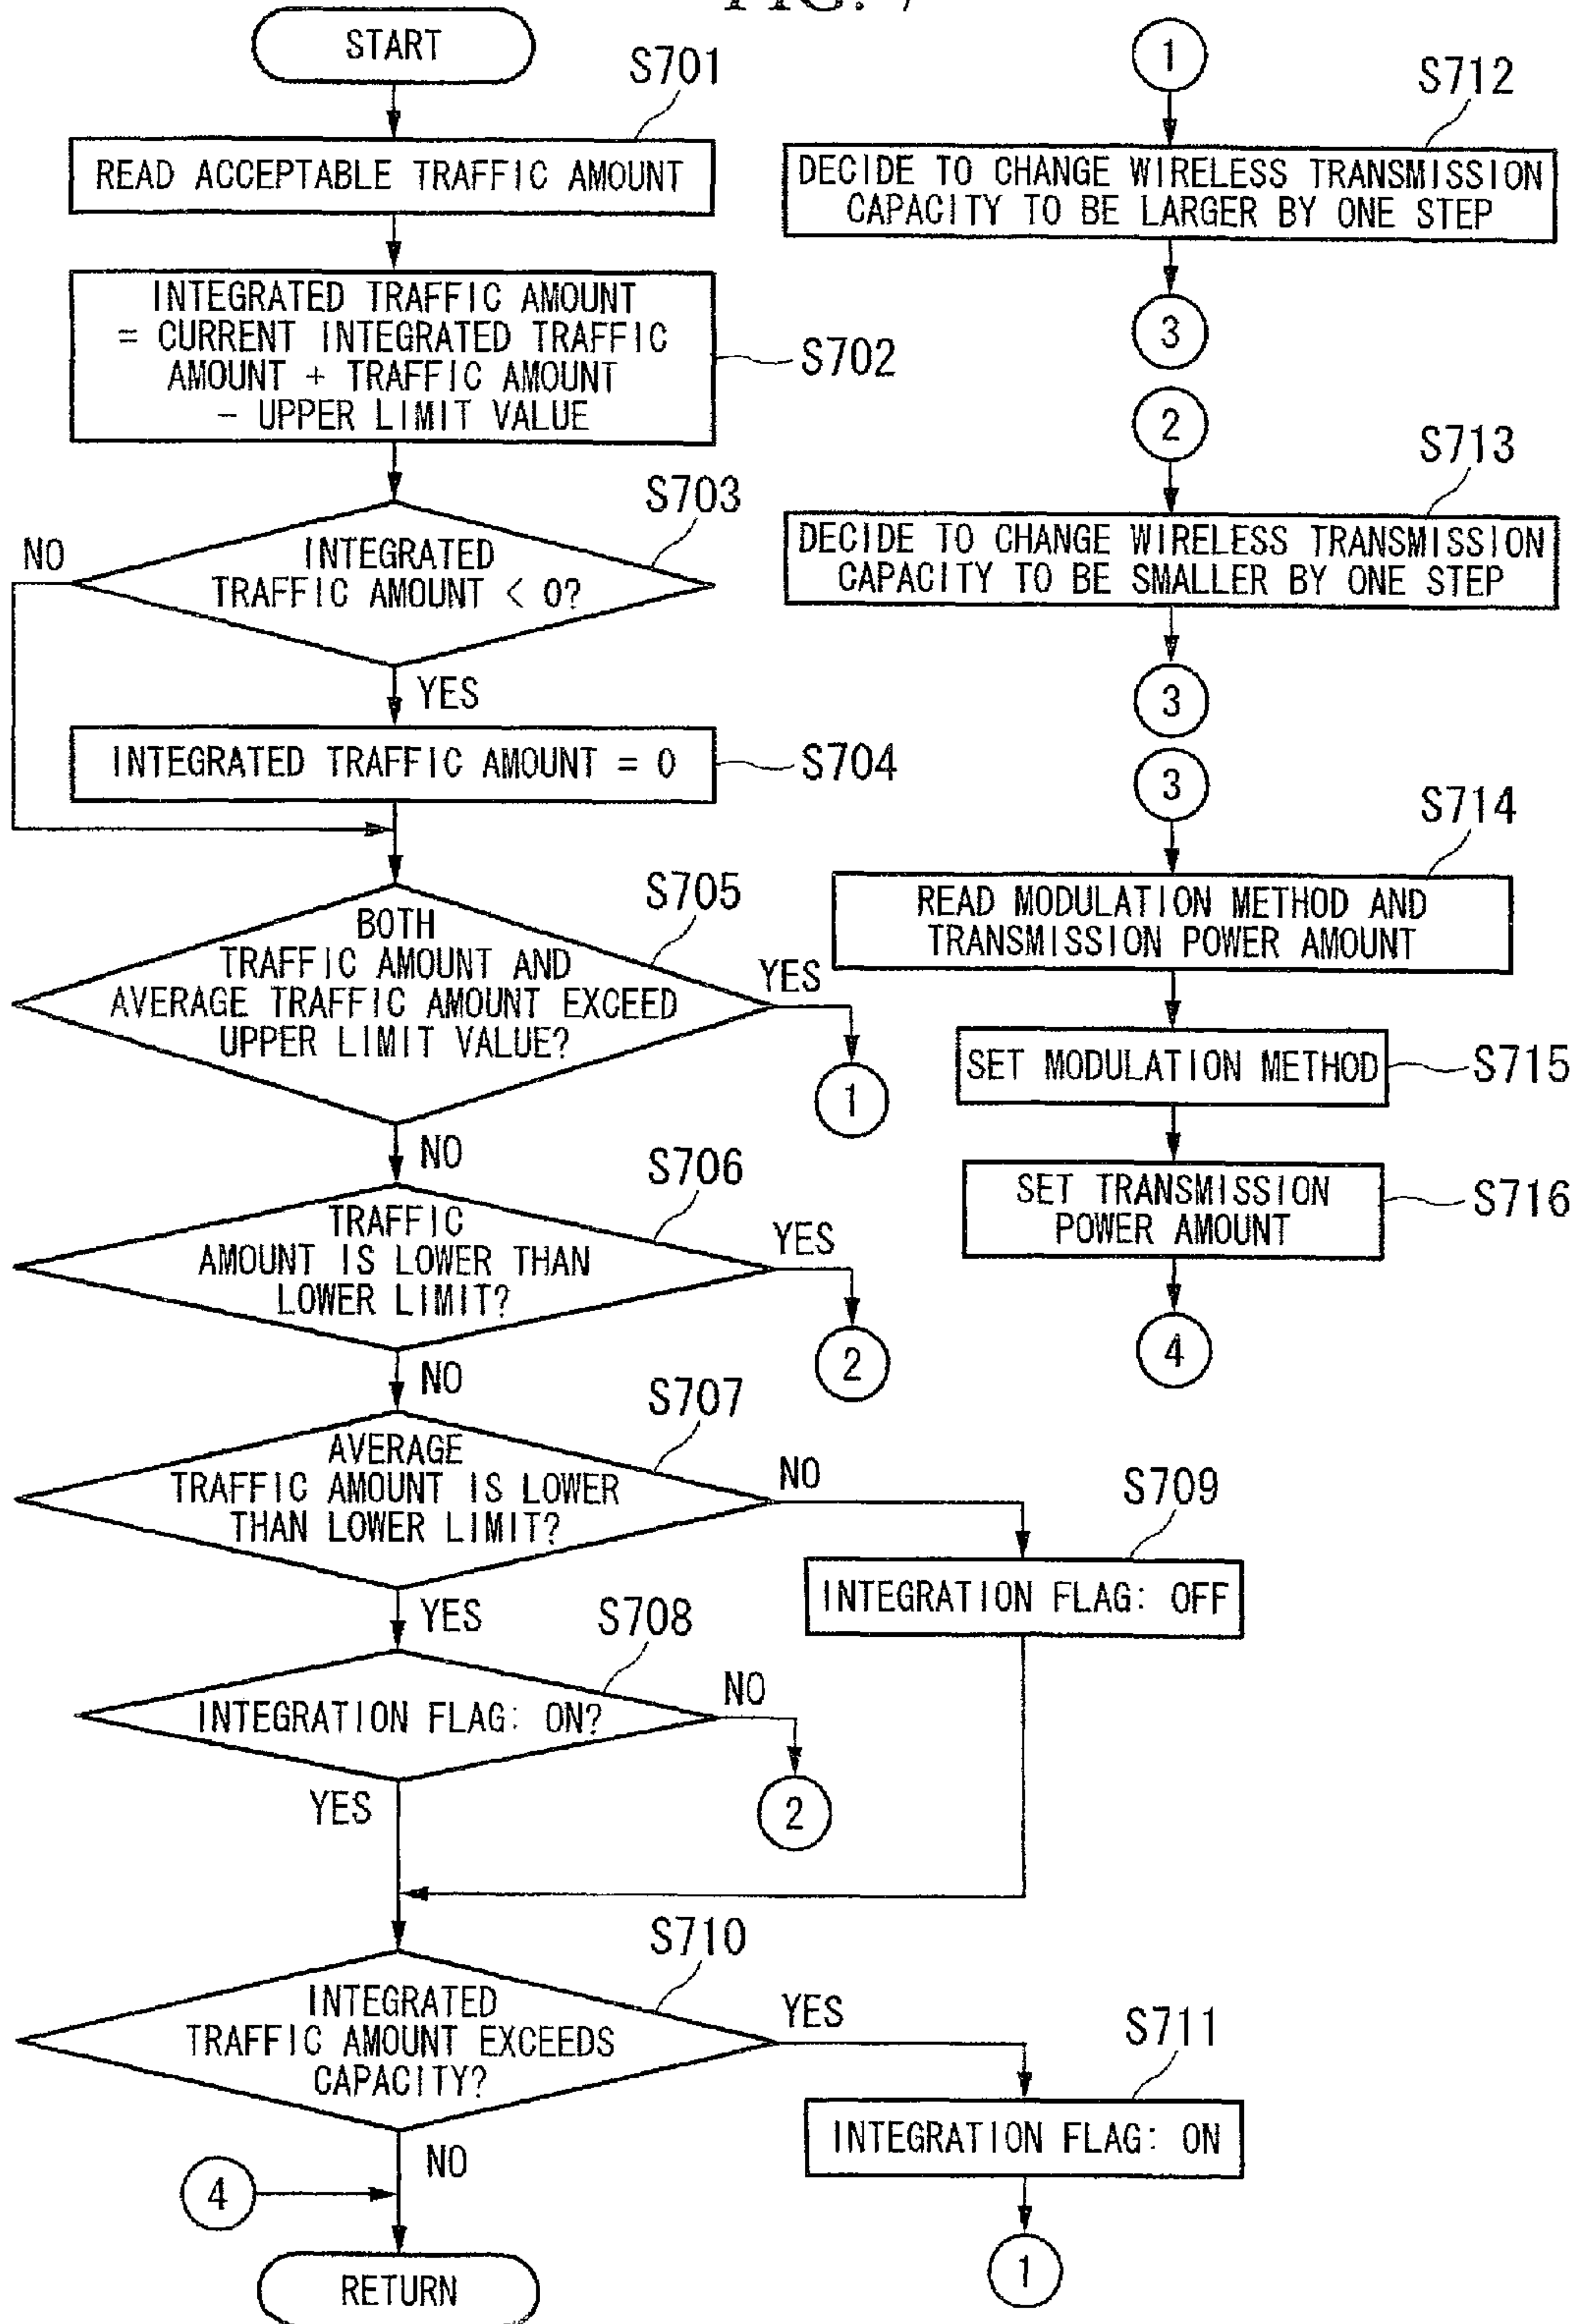 START
S701
READ ACCEPTABLE TRAFFIC AMOUNT
INTEGRATED TRAFFIC AMOUNT
= CURRENT INTEGRATED TRAFFIC
AMOUNT + TRAFFIC AMOUNT
- UPPER LIMIT VALUE
S702
S703
NO
INTEGRATED
TRAFFIC AMOUNT < 0?
YES
INTEGRATED TRAFFIC AMOUNT = 0
S704
S705
BOTH
TRAFFIC AMOUNT AND
AVERAGE TRAFFIC AMOUNT EXCEED
UPPER LIMIT VALUE?
YES
1
NO
S706
TRAFFIC
AMOUNT IS LOWER THAN
LOWER LIMIT?
YES
2
NO
S707
AVERAGE
TRAFFIC AMOUNT IS LOWER
THAN LOWER LIMIT?
NO
S709
INTEGRATION FLAG: OFF
YES
S708
INTEGRATION FLAG: ON?
NO
2
YES
S710
INTEGRATED
TRAFFIC AMOUNT EXCEEDS
CAPACITY?
YES
S711
INTEGRATION FLAG: ON
1
NO
4
RETURN
1
S712
DECIDE TO CHANGE WIRELESS TRANSMISSION
CAPACITY TO BE LARGER BY ONE STEP
3
2
S713
DECIDE TO CHANGE WIRELESS TRANSMISSION
CAPACITY TO BE SMALLER BY ONE STEP
3
3
S714
READ MODULATION METHOD AND
TRANSMISSION POWER AMOUNT
SET MODULATION METHOD
S715
SET TRANSMISSION
POWER AMOUNT
S716
4